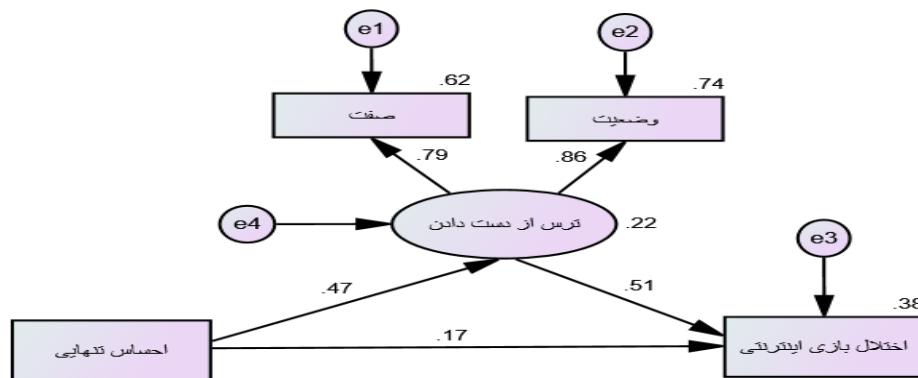 e1
e2
.62
.74
صفت
وضعیت
.79
.86
e4
ترس از دست دادن
.22
e3
.47
.51
.38
احساس تنهایی
.17
اختلال بازی اینترنتی